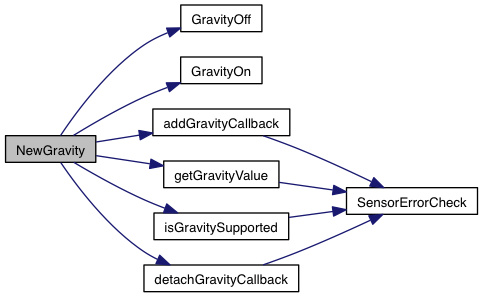 GravityOff
GravityOn
addGravityCallback
NewGravity
getGravityValue
SensorErrorCheck
isGravitySupported
detachGravityCallback